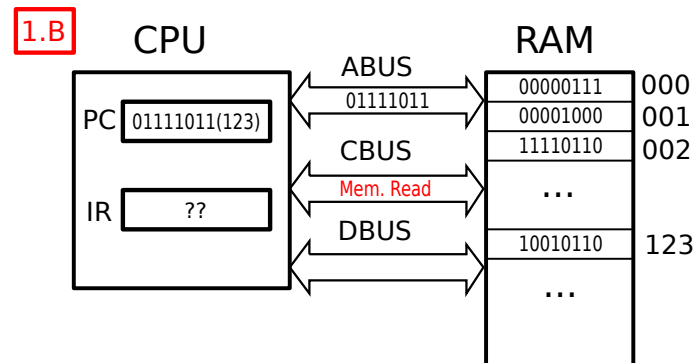 1.B
CPU
RAM
ABUS
01111011
PC 01111011(123)
CBUS
Mem. Read
IR ??
DBUS
00000111 000
00001000 001
11110110 002
...
10010110 123
...